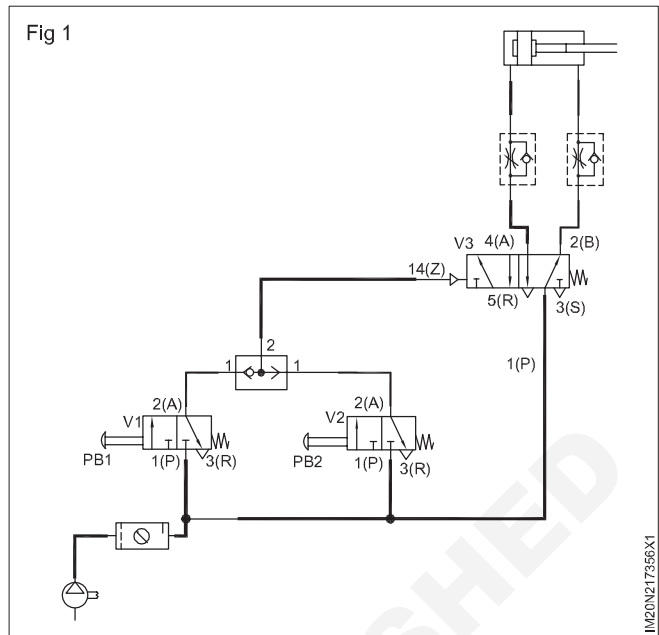 Fig 1
V3
4(A)
2(B)
14(Z)
5(R)
3(S)
1(P)
2
1
1
2(A)
V1
1(P)
3(R)
PB1
2(A)
V2
1(P)
3(R)
PB2
SHED
IM20N217356X1